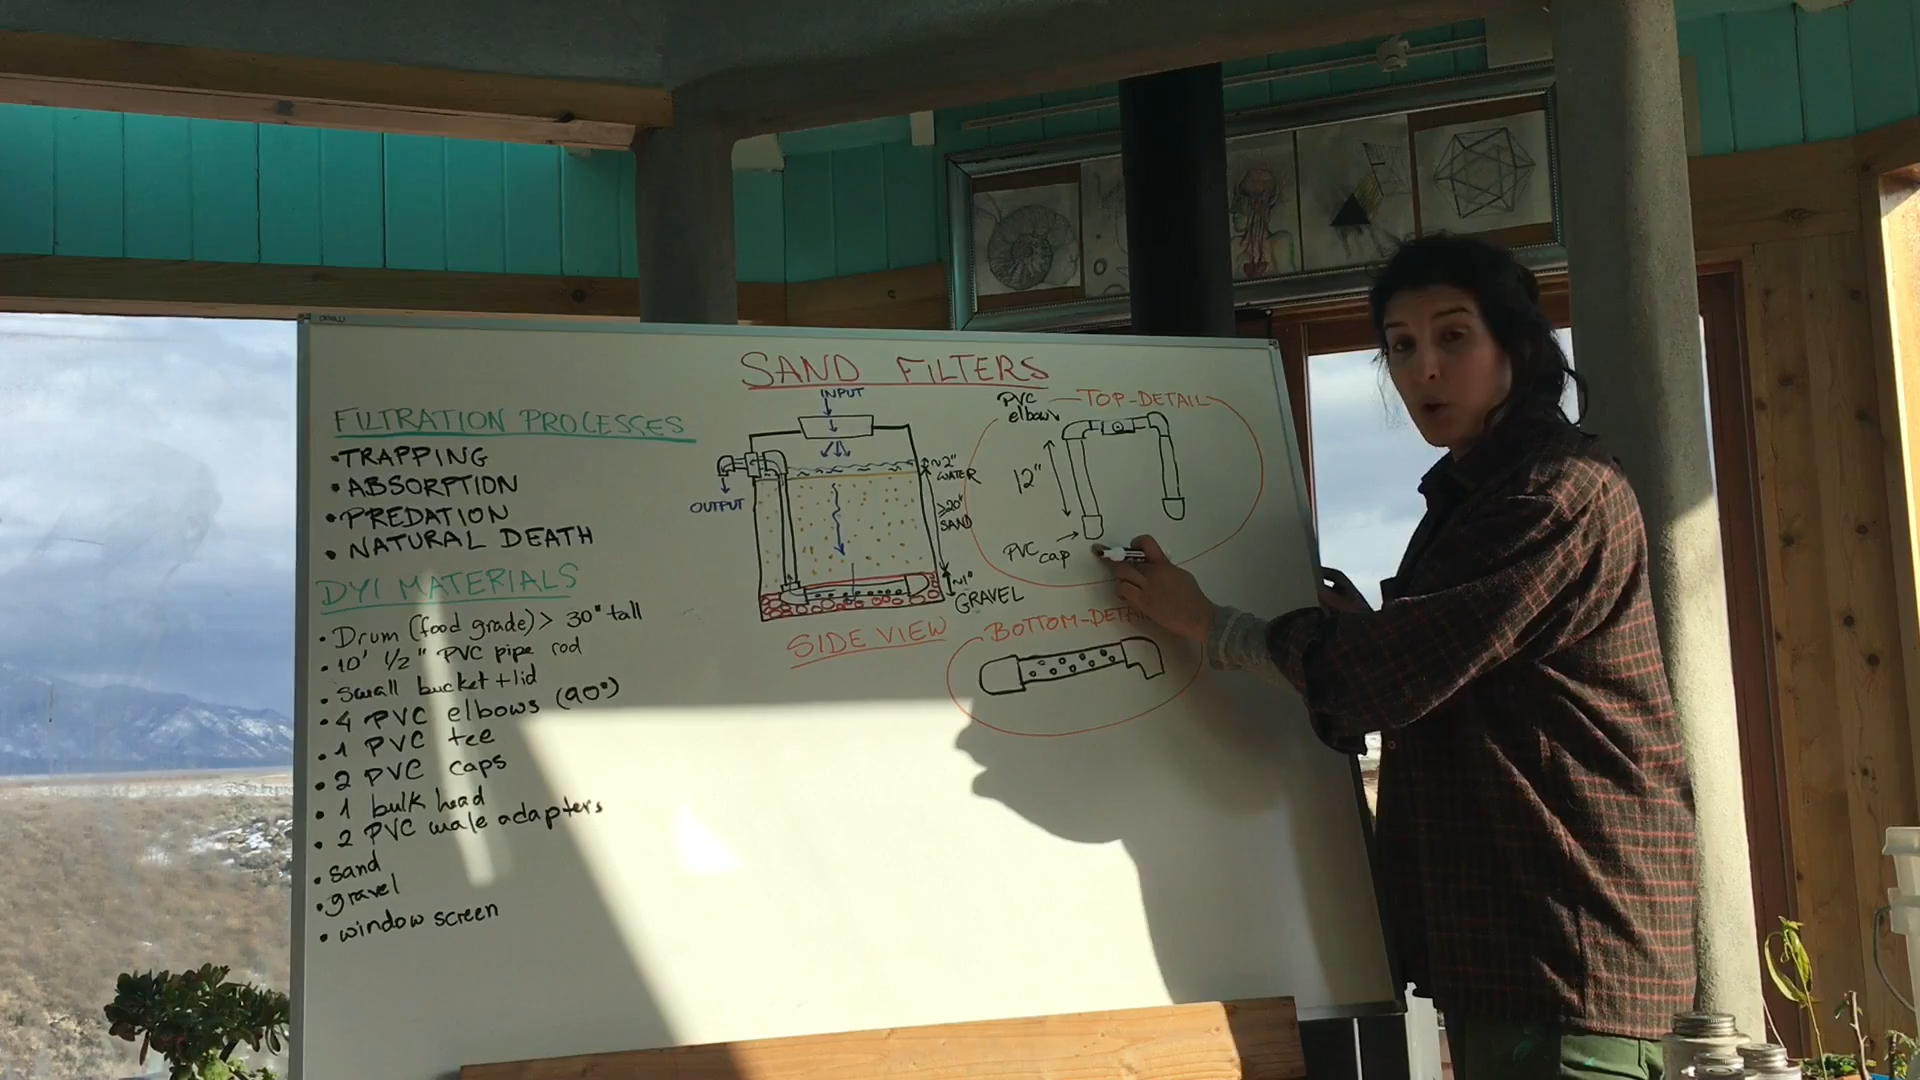 SAND FILTERS
FILTRATION PROCESSES
• TRAPPING
• ABSORPTION
• PREDATION
• NATURAL DEATH
DYI MATERIALS
• Drum (food grade) > 30" tall
• 10' 1/2" PVC pipe rod
• small bucket + lid
• 4 PVC elbows (90°)
• 1 PVC tee
• 2 PVC caps
• 1 bulk head
• 2 PVC male adapters
• sand
• gravel
• window screen
INPUT
OUTPUT
~2"
WATER
≥20"
SAND
~1"
GRAVEL
SIDE VIEW
TOP-DETAIL
PVC
elbow
12"
PVC cap
BOTTOM-DETAI